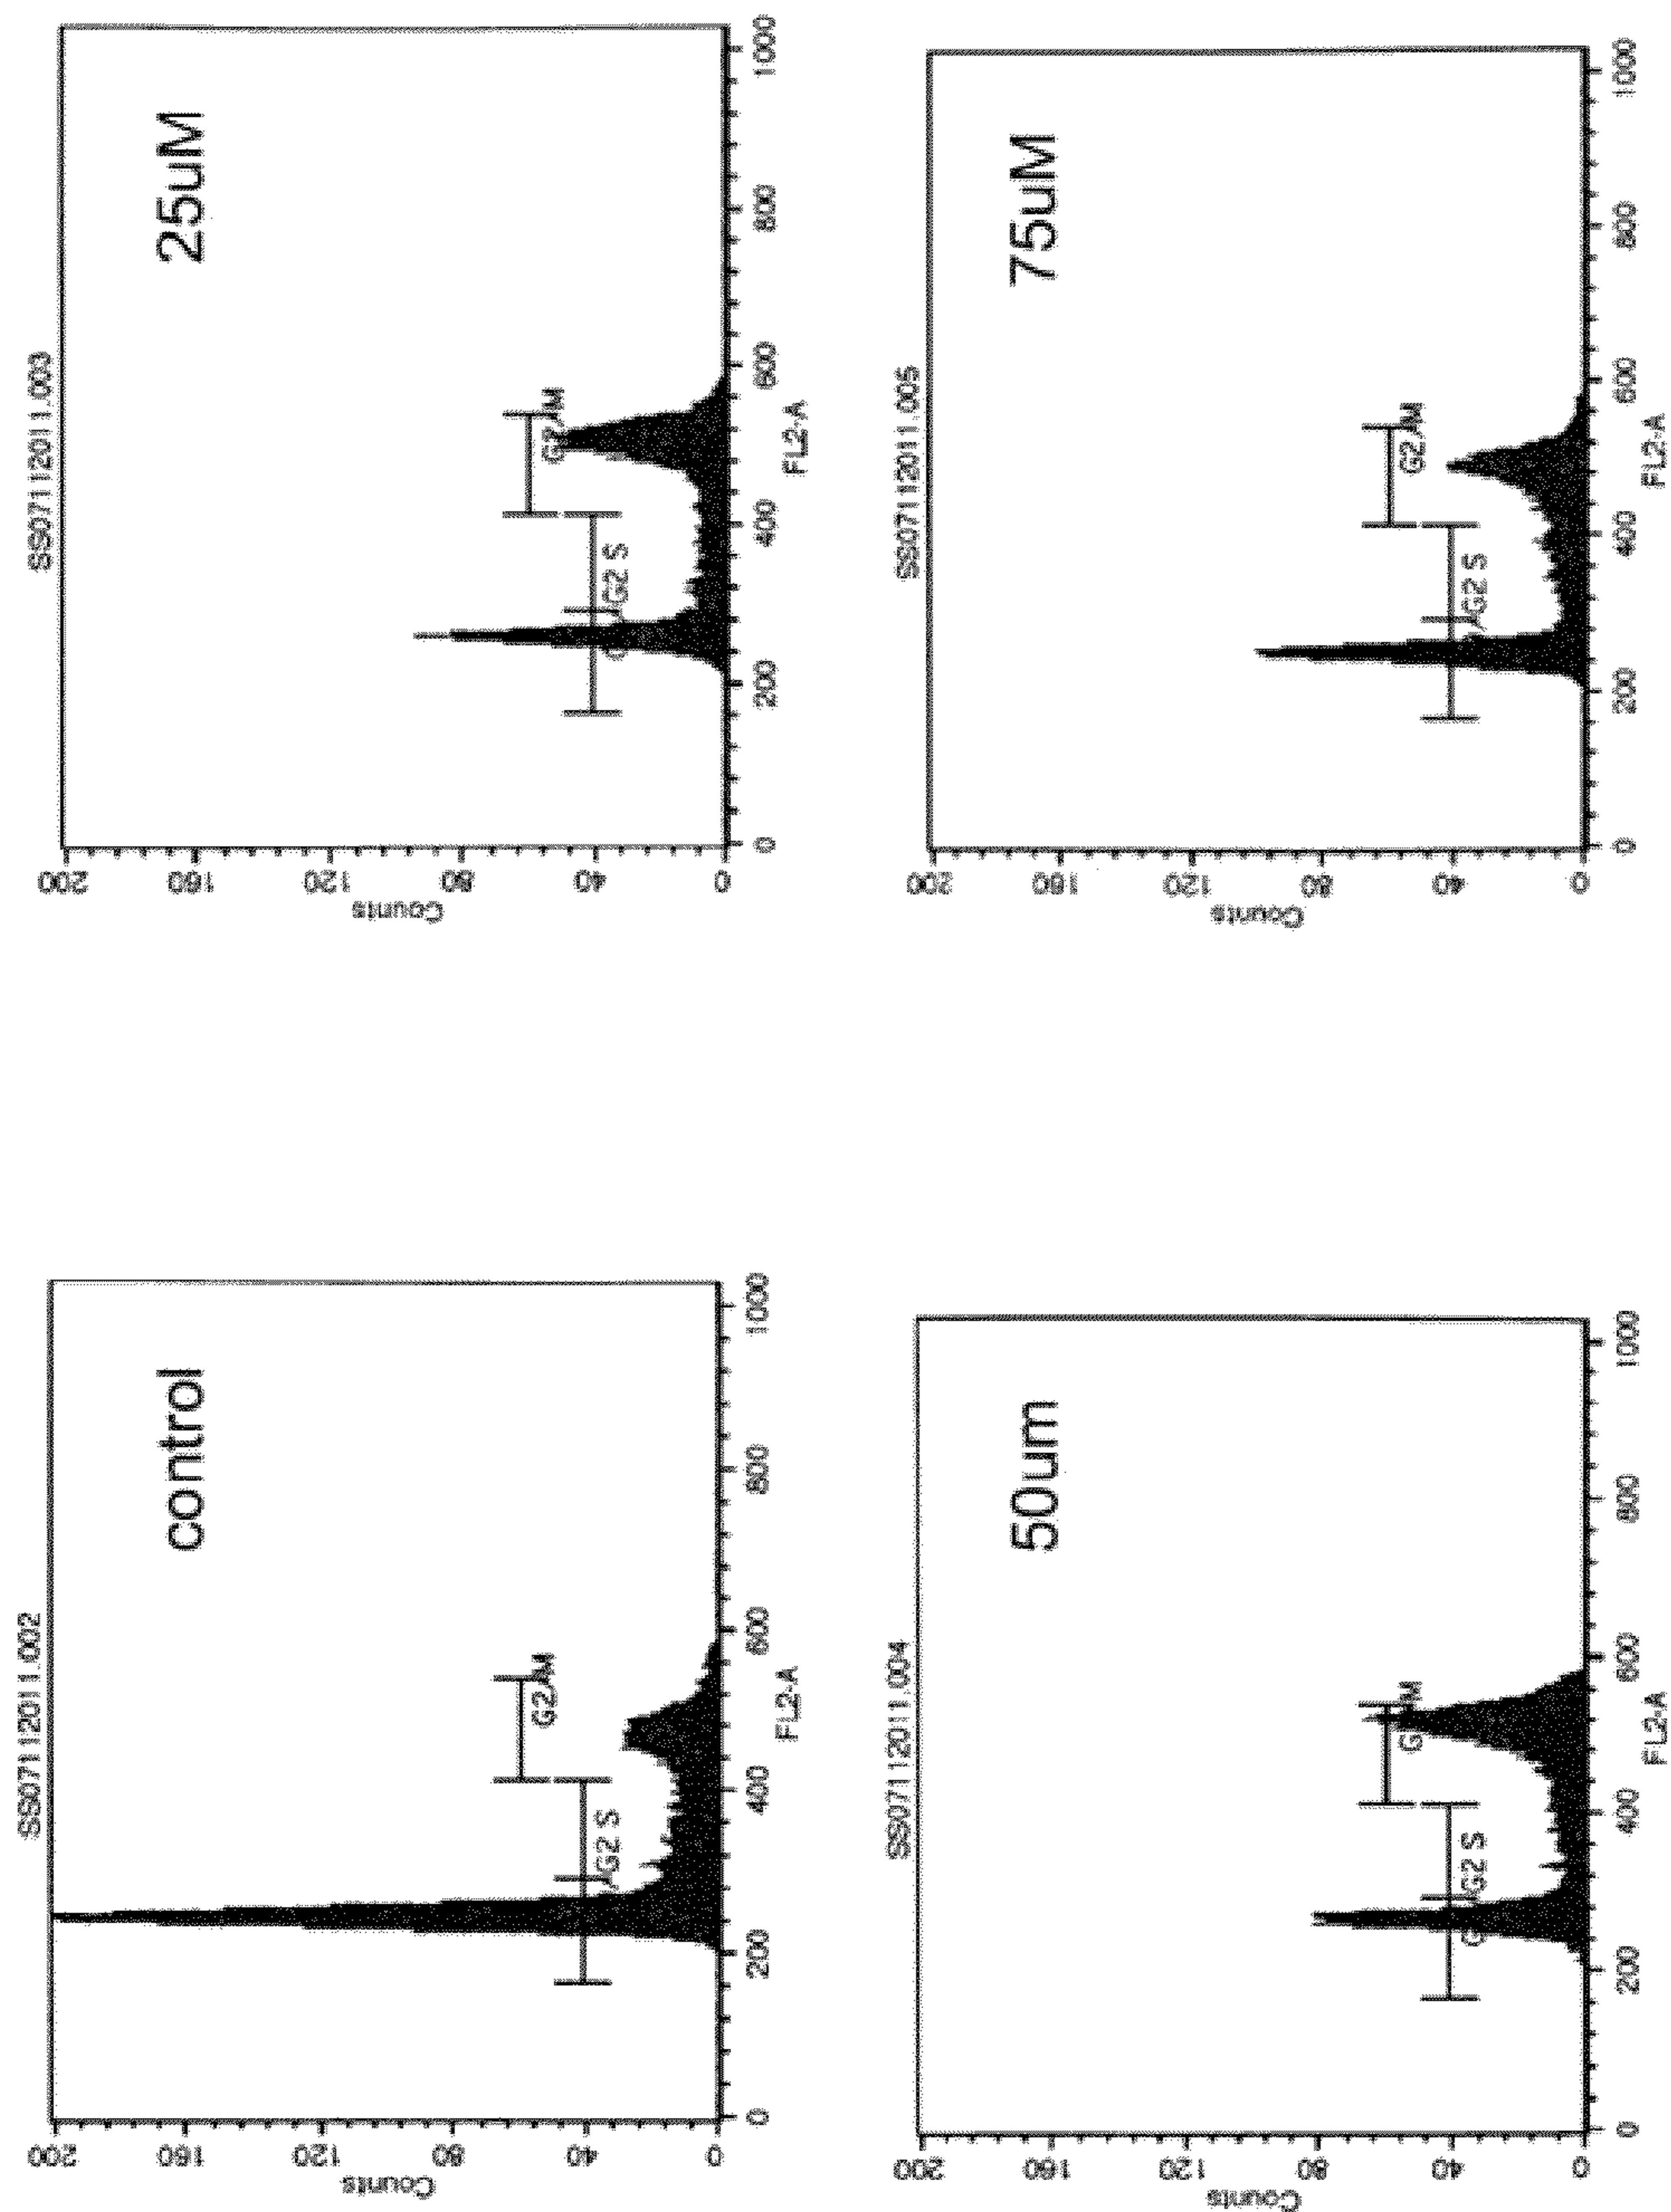 SS07112011.002
control
200
160
120
80
40
0
Counts
G2/M
G2 S
0 200 400 600 800 1000
FL2-A
SS07112011.003
25uM
200
160
120
80
40
0
Counts
G2/M
G2 S
0 200 400 600 800 1000
FL2-A
SS07112011.004
50um
200
160
120
80
40
0
Counts
M
G2 S
0 200 400 600 800 1000
FL2-A
SS07112011.005
75uM
200
160
120
80
40
0
Counts
G2/M
G2 S
0 200 400 600 800 1000
FL2-A